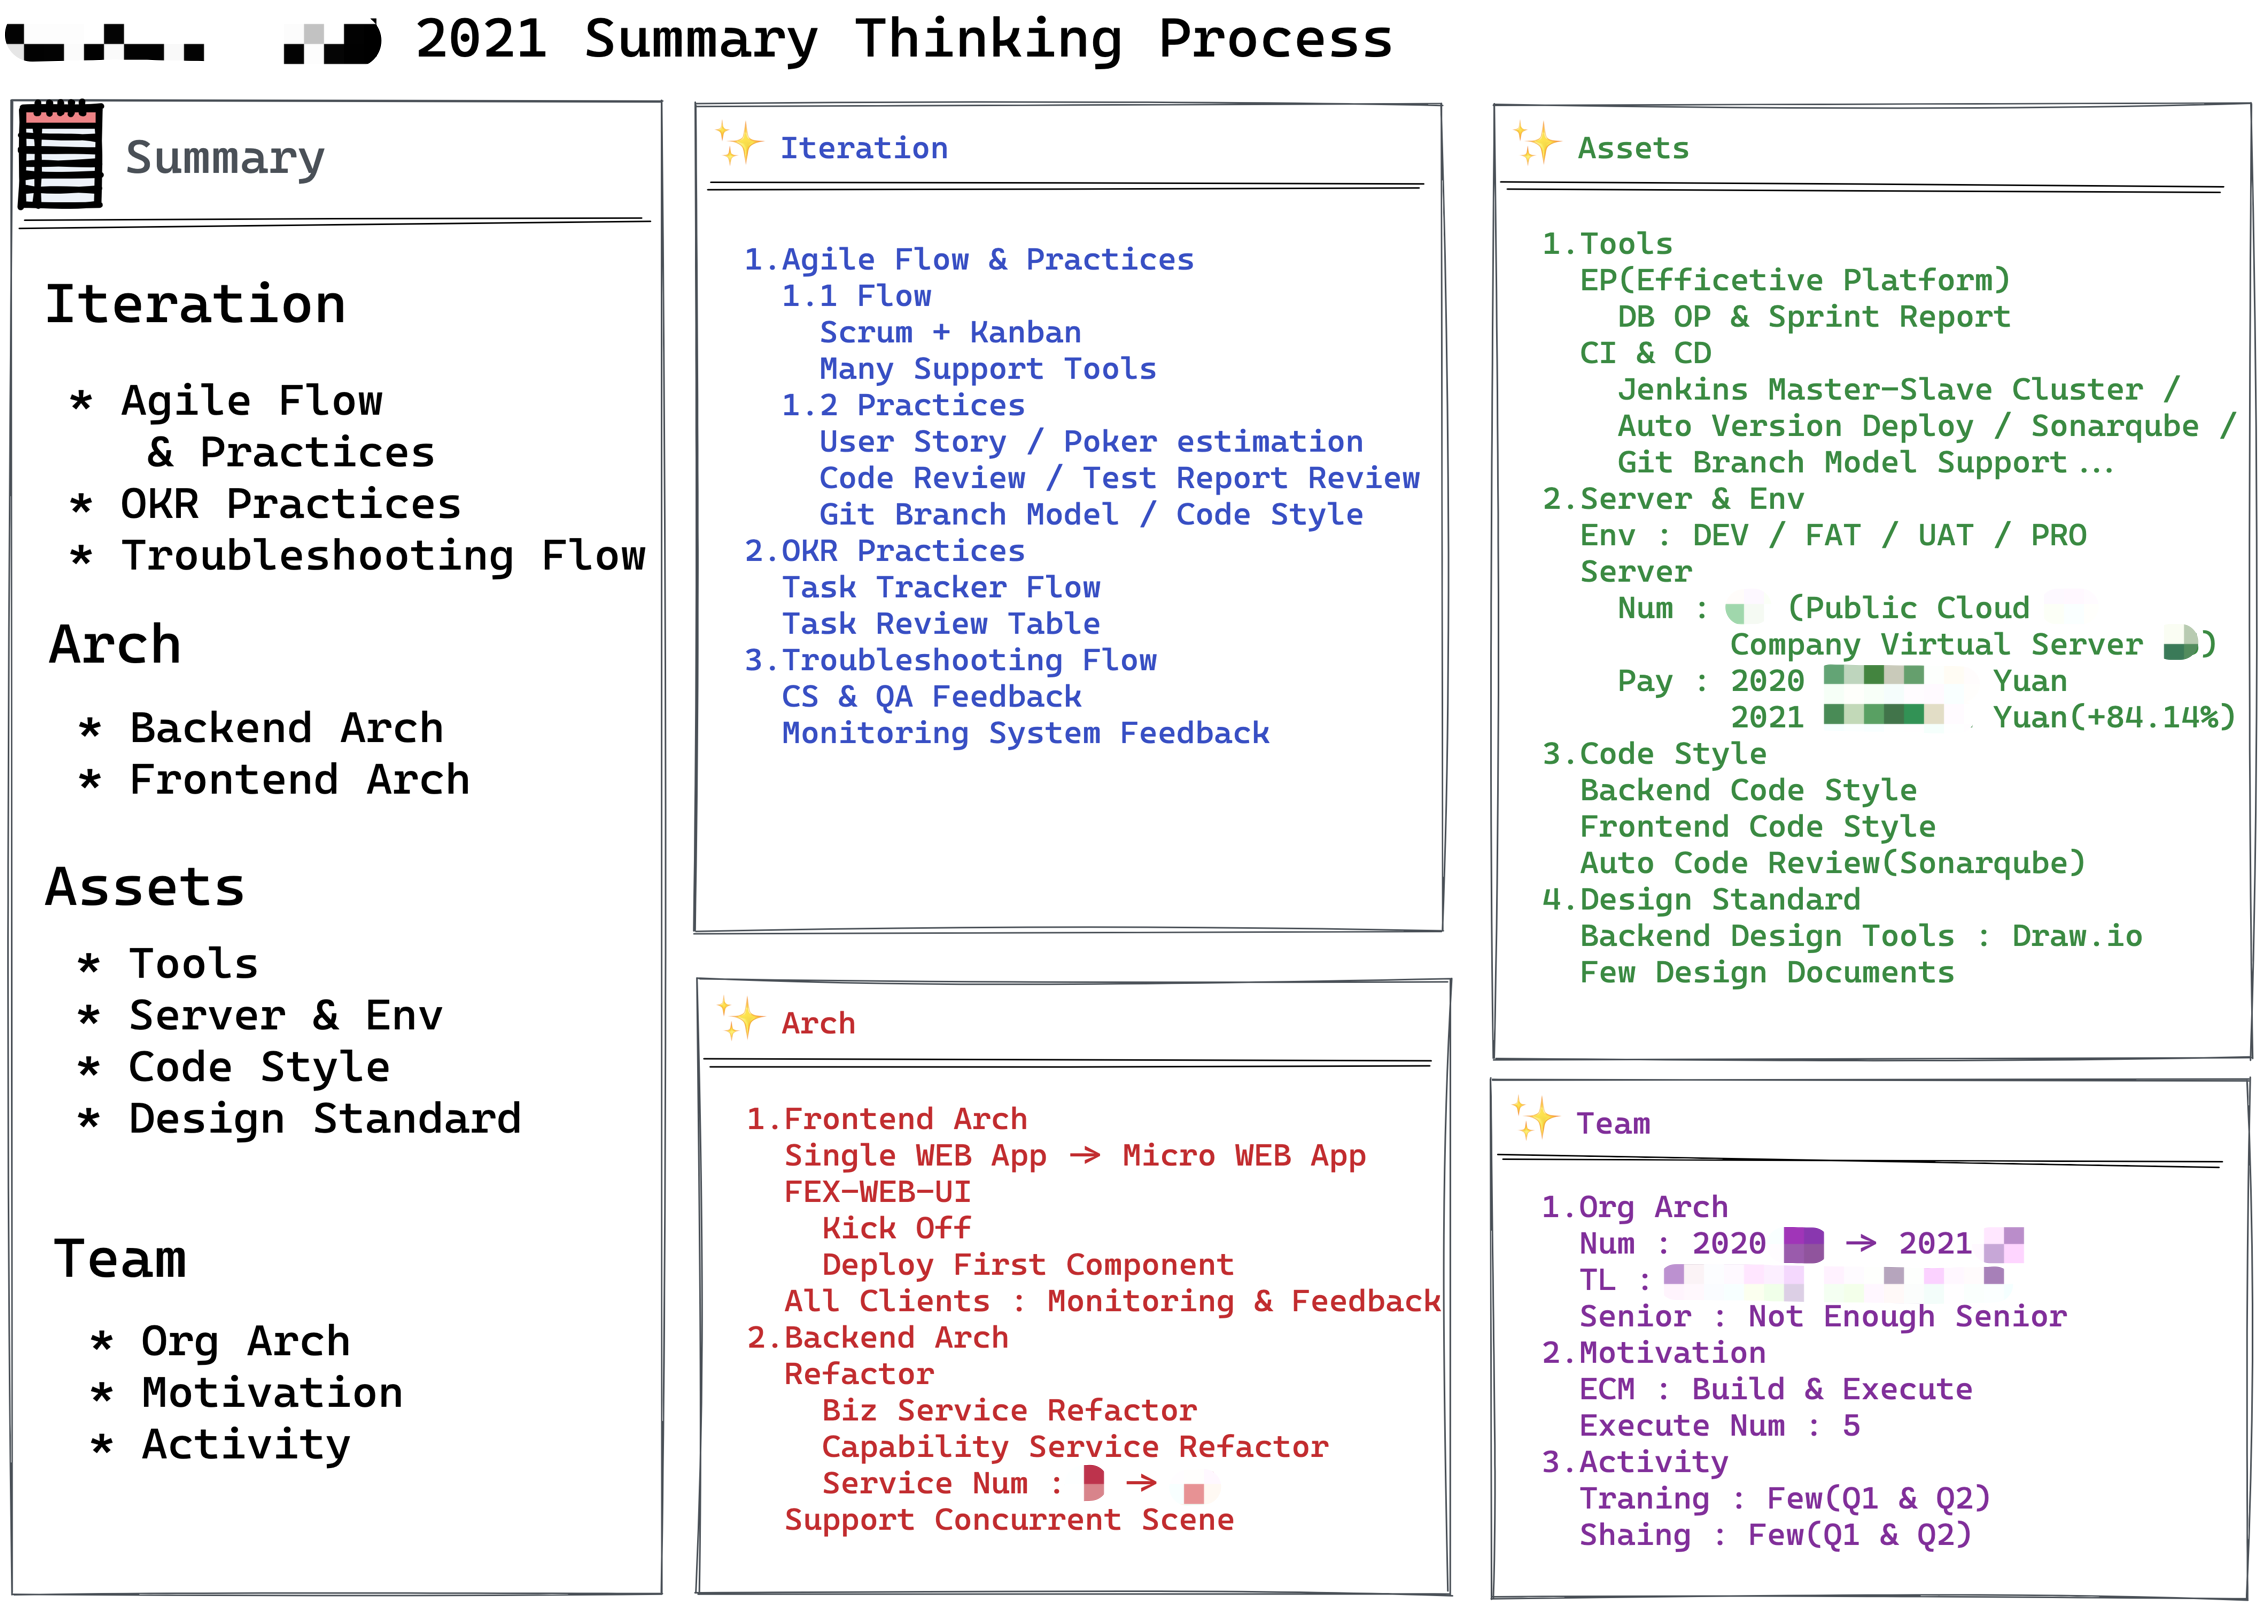 2021 Summary Thinking Process
Summary
Iteration
* Agile Flow
& Practices
* OKR Practices
* Troubleshooting Flow
Arch
* Backend Arch
* Frontend Arch
Assets
* Tools
* Server & Env
* Code Style
* Design Standard
Team
* Org Arch
* Motivation
* Activity
Iteration
1.Agile Flow & Practices
1.1 Flow
Scrum + Kanban
Many Support Tools
1.2 Practices
User Story / Poker estimation
Code Review / Test Report Review
Git Branch Model / Code Style
2.OKR Practices
Task Tracker Flow
Task Review Table
3.Troubleshooting Flow
CS & QA Feedback
Monitoring System Feedback
Arch
1.Frontend Arch
Single WEB App → Micro WEB App
FEX-WEB-UI
Kick Off
Deploy First Component
All Clients : Monitoring & Feedback
2.Backend Arch
Refactor
Biz Service Refactor
Capability Service Refactor
Service Num : →
Support Concurrent Scene
Assets
1.Tools
EP(Efficetive Platform)
DB OP & Sprint Report
CI & CD
Jenkins Master-Slave Cluster /
Auto Version Deploy / Sonarqube /
Git Branch Model Support ...
2.Server & Env
Env : DEV / FAT / UAT / PRO
Server
Num : (Public Cloud
Company Virtual Server )
Pay : 2020 Yuan
2021 Yuan(+84.14%)
3.Code Style
Backend Code Style
Frontend Code Style
Auto Code Review(Sonarqube)
4.Design Standard
Backend Design Tools : Draw.io
Few Design Documents
Team
1.Org Arch
Num : 2020 → 2021
TL :
Senior : Not Enough Senior
2.Motivation
ECM : Build & Execute
Execute Num : 5
3.Activity
Traning : Few(Q1 & Q2)
Shaing : Few(Q1 & Q2)